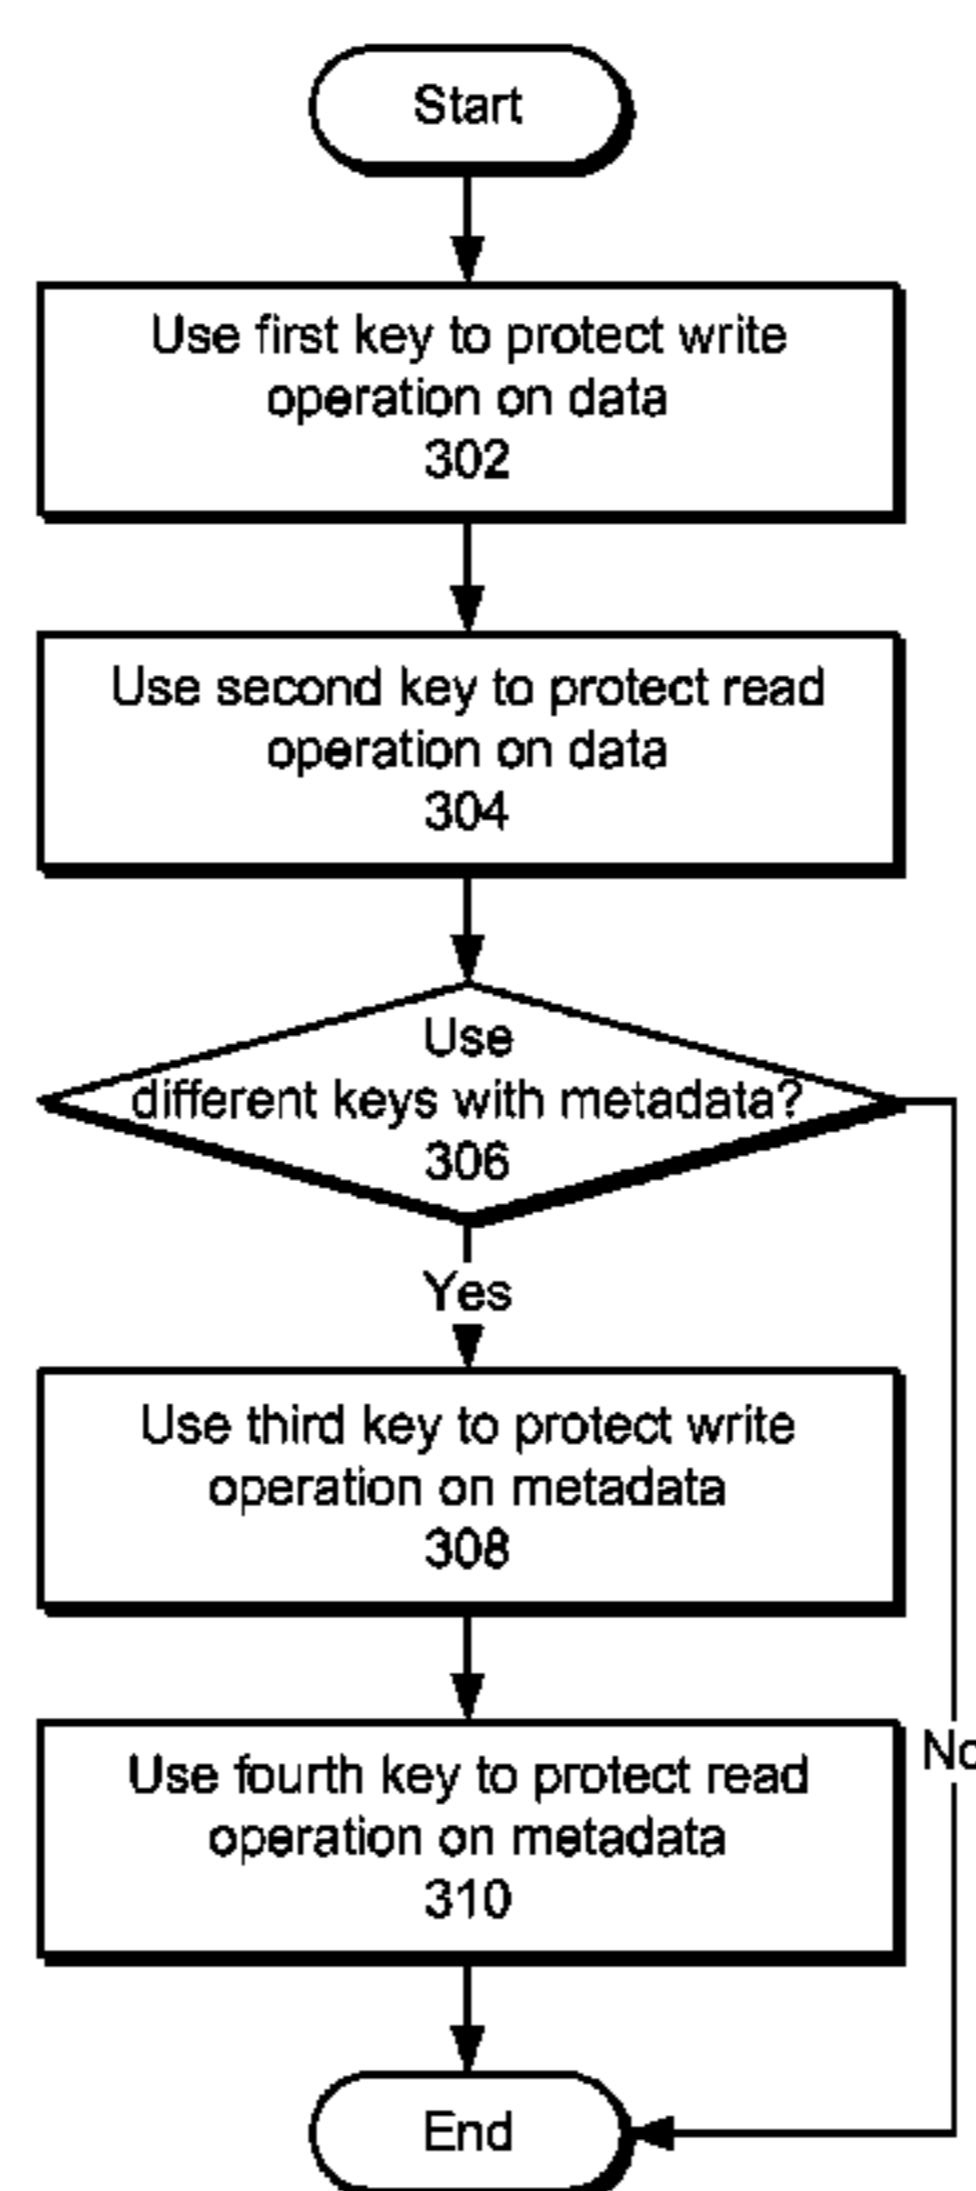 Start
Use first key to protect write
operation on data
302
Use second key to protect read
operation on data
304
Use
different keys with metadata?
306
Yes
Use third key to protect write
operation on metadata
308
No
Use fourth key to protect read
operation on metadata
310
End